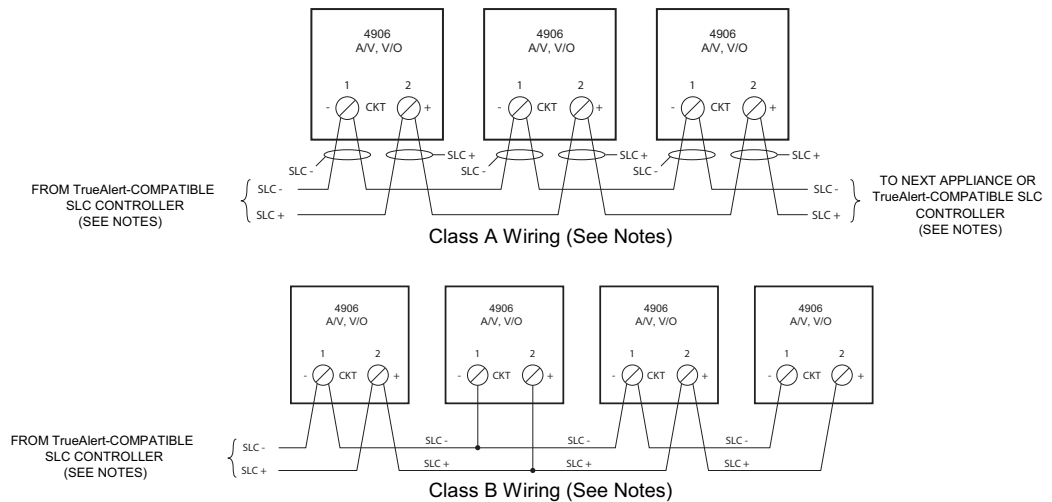 4906
A/V, V/O
1 2
- CKT +
4906
A/V, V/O
1 2
- CKT +
4906
A/V, V/O
1 2
- CKT +
SLC -
SLC +
SLC -
SLC +
SLC -
SLC +
FROM TrueAlert-COMPATIBLE
SLC CONTROLLER
(SEE NOTES)
SLC -
SLC +
SLC -
SLC +
TO NEXT APPLIANCE OR
TrueAlert-COMPATIBLE SLC
CONTROLLER
(SEE NOTES)
Class A Wiring (See Notes)
4906
A/V, V/O
1 2
- CKT +
4906
A/V, V/O
1 2
- CKT +
4906
A/V, V/O
1 2
- CKT +
4906
A/V, V/O
1 2
- CKT +
FROM TrueAlert-COMPATIBLE
SLC CONTROLLER
(SEE NOTES)
SLC - SLC - SLC - SLC -
SLC + SLC + SLC + SLC +
Class B Wiring (See Notes)